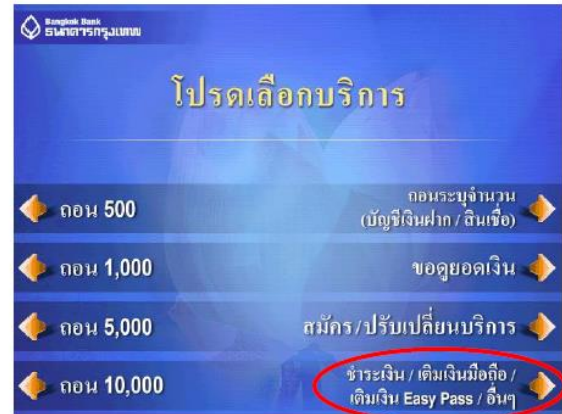 Bangkok Bank
ธนาคารกรุงเทพ
โปรดเลือกบริการ
ถอน 500
ถอนระบุจำนวน
(บัญชีเงินฝาก / สินเชื่อ)
ถอน 1,000
ขอดูยอดเงิน
ถอน 5,000
สมัคร/ปรับเปลี่ยนบริการ
ถอน 10,000
ชำระเงิน / เติมเงินมือถือ /
เติมเงิน Easy Pass / อื่นๆ